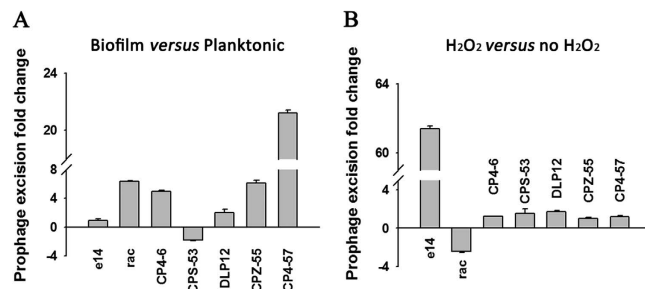 A
Biofilm versus Planktonic
Prophage excision fold change
24
20
8
4
0
-4
e14
rac
CP4-6
CPS-53
DLP12
CPZ-55
CP4-57
B
H₂O₂ versus no H₂O₂
Prophage excision fold change
64
60
4
0
-4
e14
rac
CP4-6
CPS-53
DLP12
CPZ-55
CP4-57